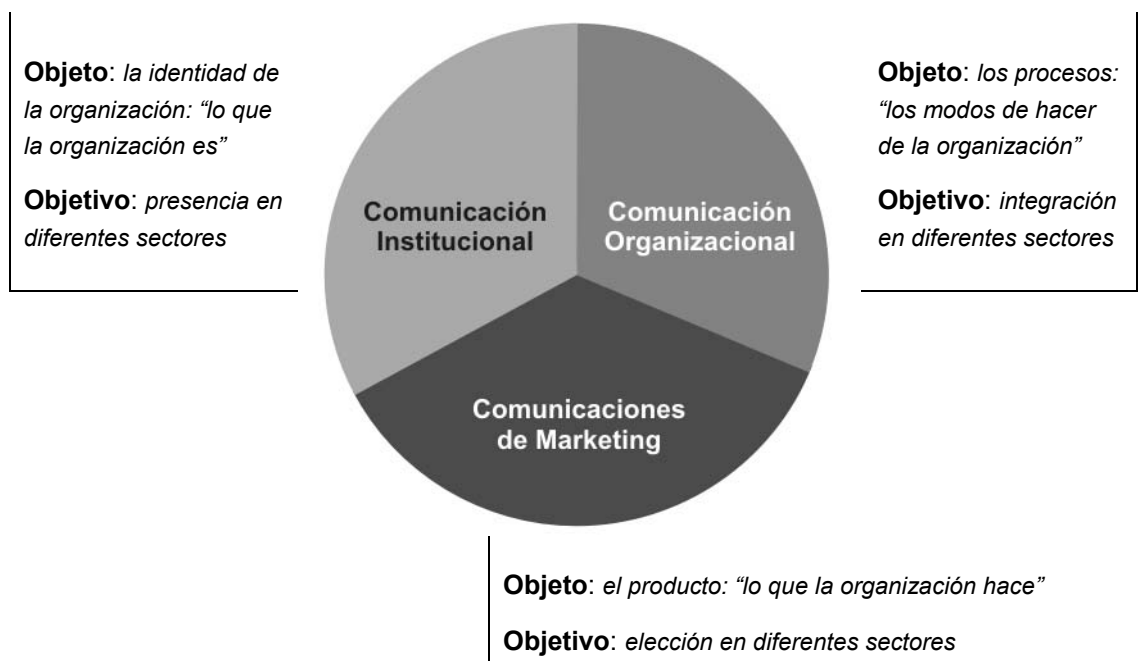 Objeto: la identidad de
la organización: “lo que
la organización es”
Objetivo: presencia en
diferentes sectores
Comunicación
Institucional
Comunicación
Organizacional
Objeto: los procesos:
“los modos de hacer
de la organización”
Objetivo: integración
en diferentes sectores
Comunicaciones
de Marketing
Objeto: el producto: “lo que la organización hace”
Objetivo: elección en diferentes sectores